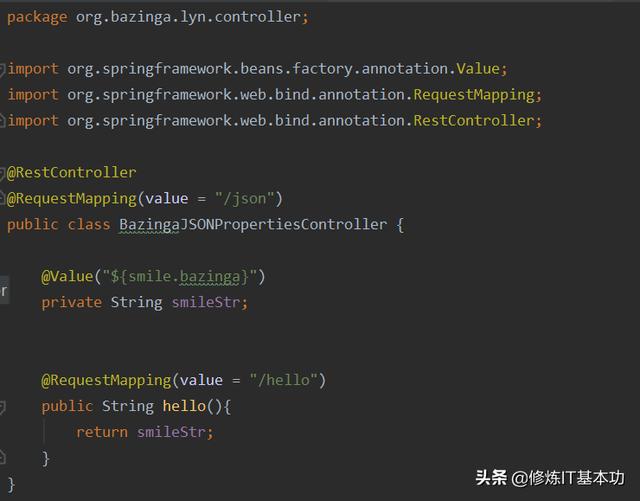 package org.bazinga.lyn.controller;
import org.springframework.beans.factory.annotation.Value;
import org.springframework.web.bind.annotation.RequestMapping;
import org.springframework.web.bind.annotation.RestController;
@RestController
@RequestMapping(value = "/json")
public class BazingaJSONPropertiesController {
@Value("${smile.bazinga}")
or
private String smileStr;
@RequestMapping(value = "/hello")
public String hello(){
return smileStr;
}
}
头条 @修炼IT基本功